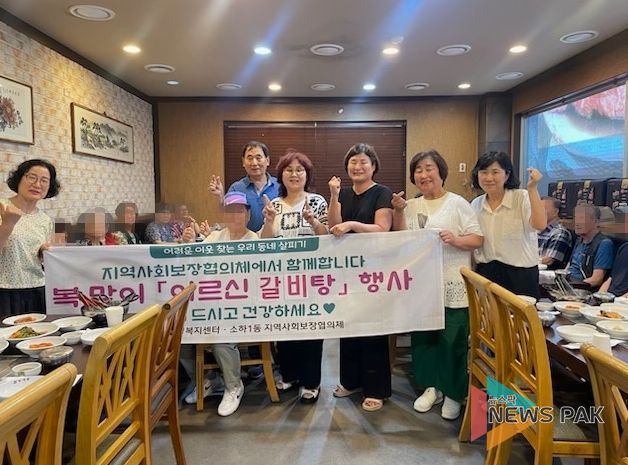 어려운 이웃 찾는 우리 동네 살피기
지역사회보장협의체에서 함께합니다
복맞이 「어르신 갈비탕」 행사
드시고 건강하세요♥
복지센터 · 소하1동 지역사회보장협의체
뉴스팍
NEWS PAK